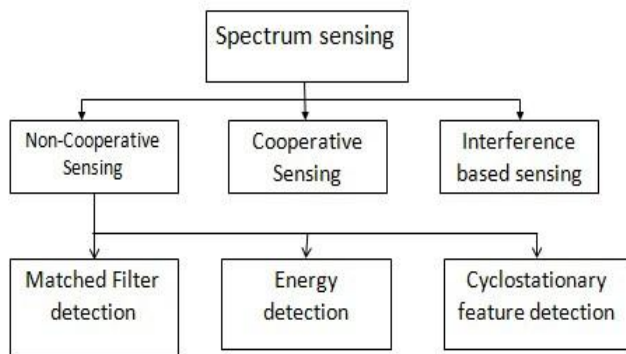 Spectrum sensing
Non-Cooperative
Sensing
Cooperative
Sensing
Interference
based sensing
Matched Filter
detection
Energy
detection
Cyclostationary
feature detection